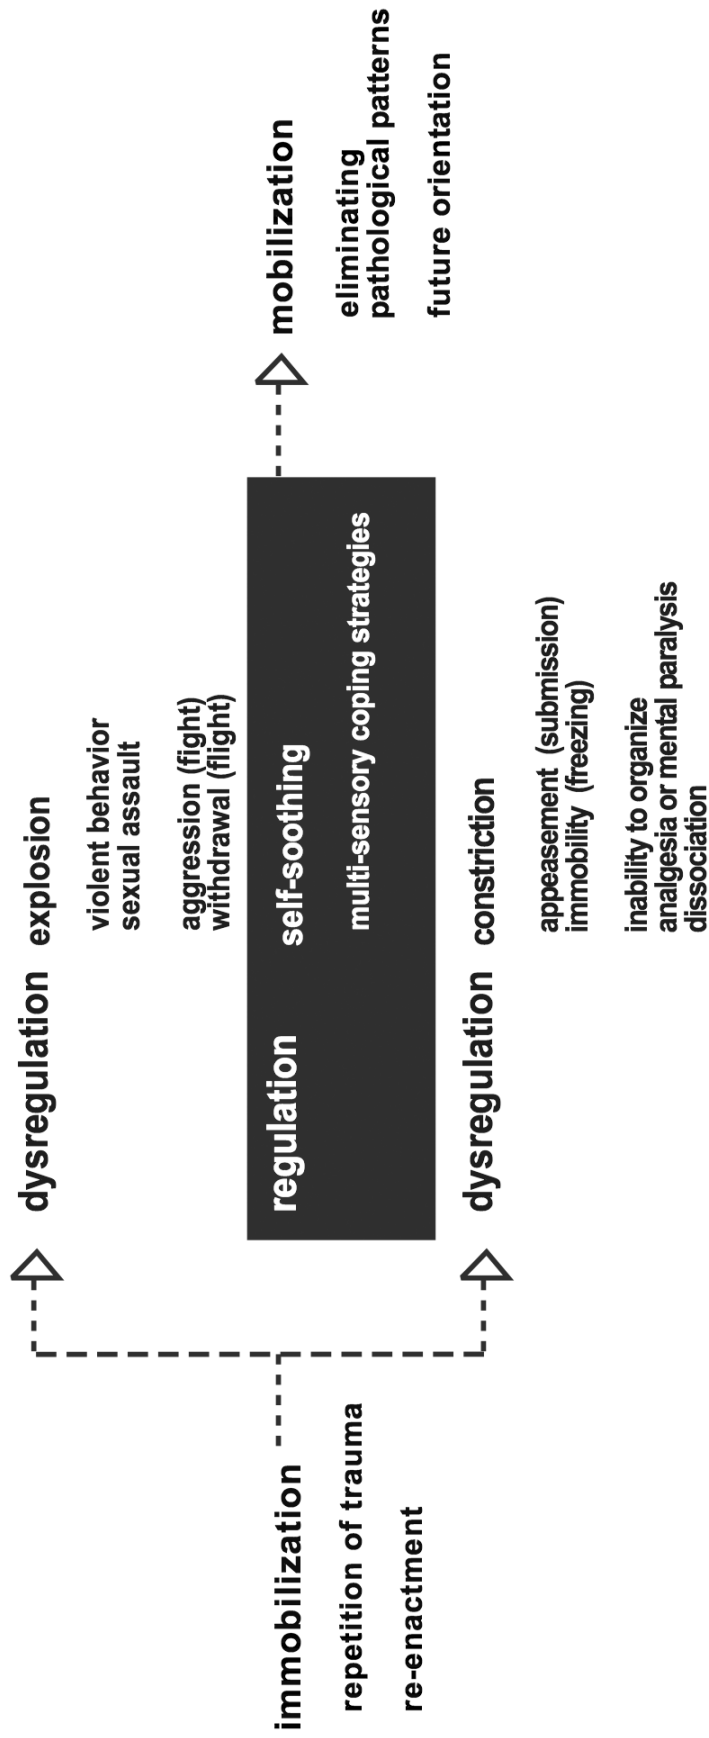 immobilization
repetition of trauma
re-enactment
dysregulation explosion
violent behavior
sexual assault
aggression (fight)
withdrawal (flight)
regulation self-soothing
multi-sensory coping strategies
dysregulation constriction
appeasement (submission)
immobility (freezing)
inability to organize
analgesia or mental paralysis
dissociation
mobilization
eliminating
pathological patterns
future orientation